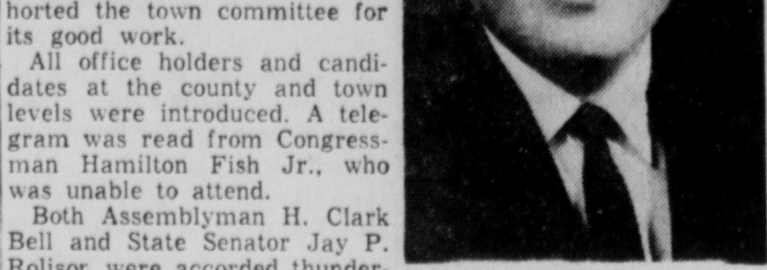 horted the town committee for
its good work.
All office holders and candi-
dates at the county and town
levels were introduced. A tele-
gram was read from Congress-
man Hamilton Fish Jr., who
was unable to attend.
Both Assemblyman H. Clark
Bell and State Senator Jay P.
Rolisor were accorded thunder-